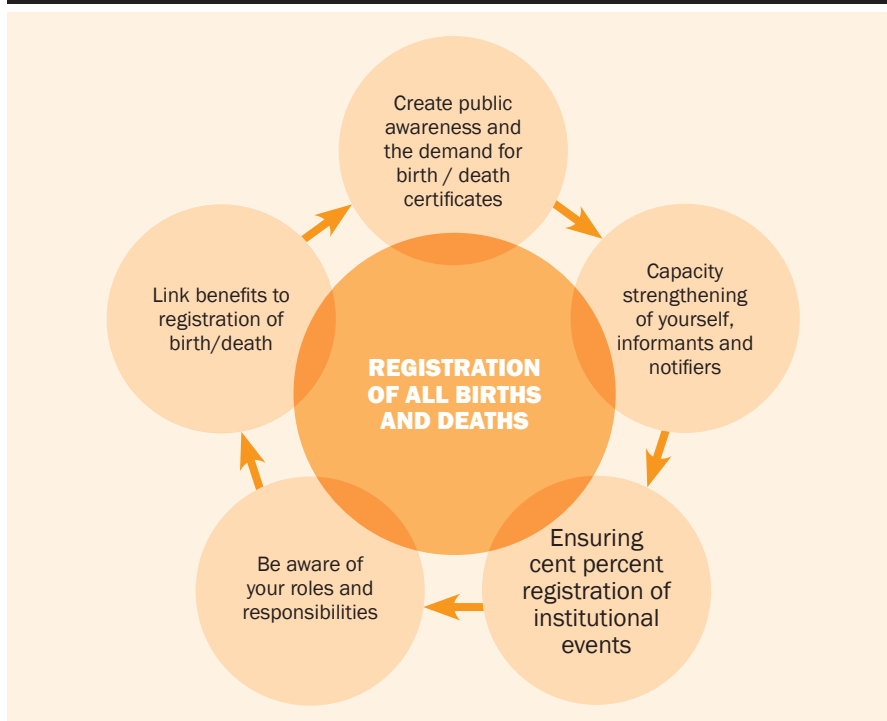 Create public
awareness and
the demand for
birth / death
certificates
Capacity
strengthening
of yourself,
informants and
notifiers
Ensuring
cent percent
registration of
institutional
events
Be aware of
your roles and
responsibilities
Link benefits to
registration of
birth/death
REGISTRATION
OF ALL BIRTHS
AND DEATHS